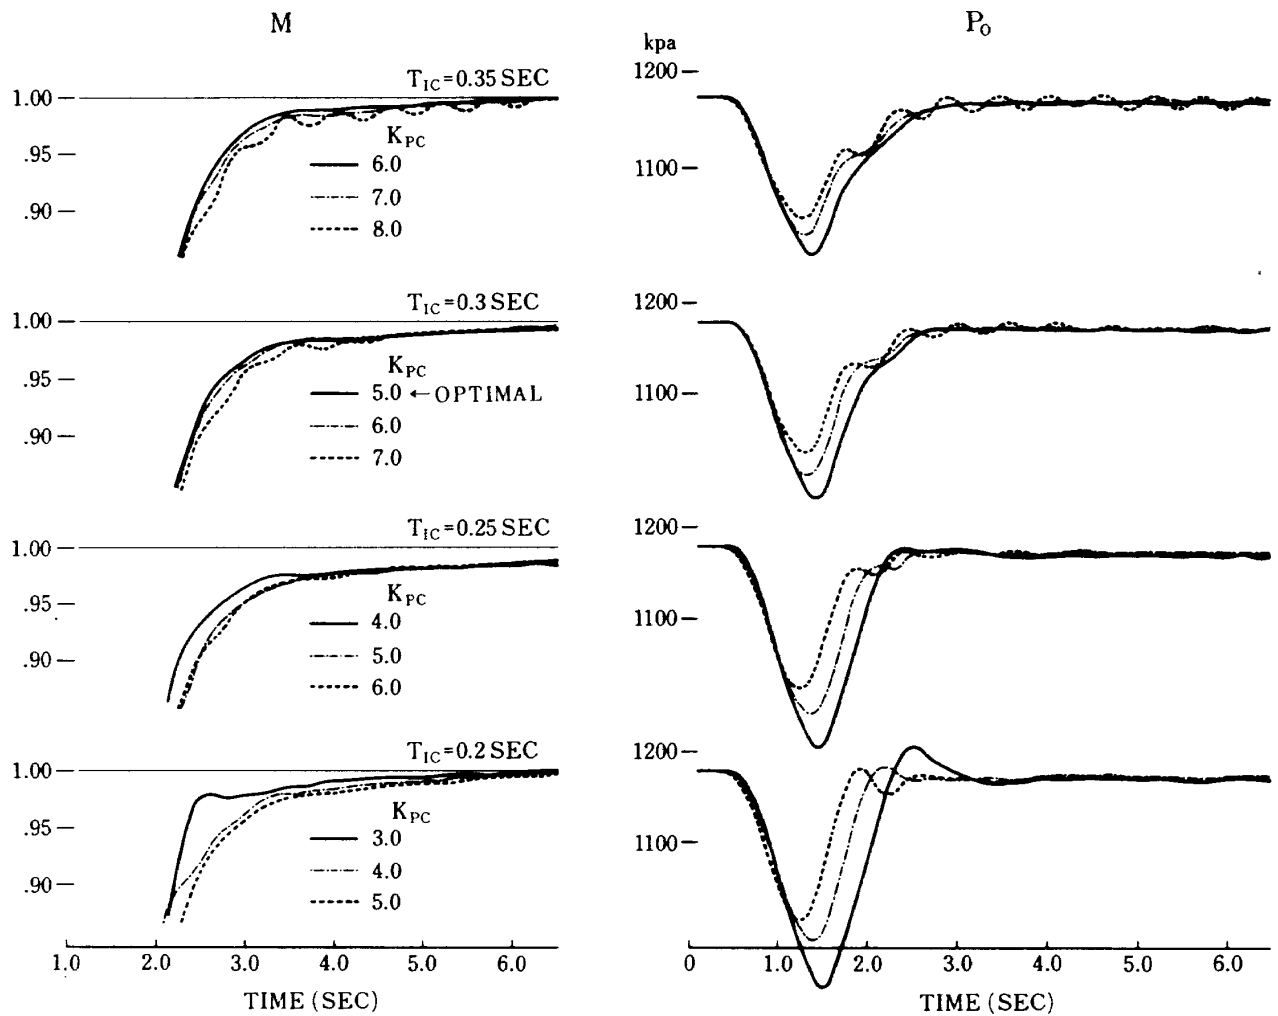 M
P₀
kpa
T_IC=0.35 SEC
1.00
.95
.90
K_PC
6.0
7.0
8.0
1200
1100
T_IC=0.3 SEC
1.00
.95
.90
K_PC
5.0 ←OPTIMAL
6.0
7.0
1200
1100
T_IC=0.25 SEC
1.00
.95
.90
K_PC
4.0
5.0
6.0
1200
1100
T_IC=0.2 SEC
1.00
.95
.90
K_PC
3.0
4.0
5.0
1200
1100
1.0 2.0 3.0 4.0 5.0 6.0
TIME (SEC)
0 1.0 2.0 3.0 4.0 5.0 6.0
TIME (SEC)